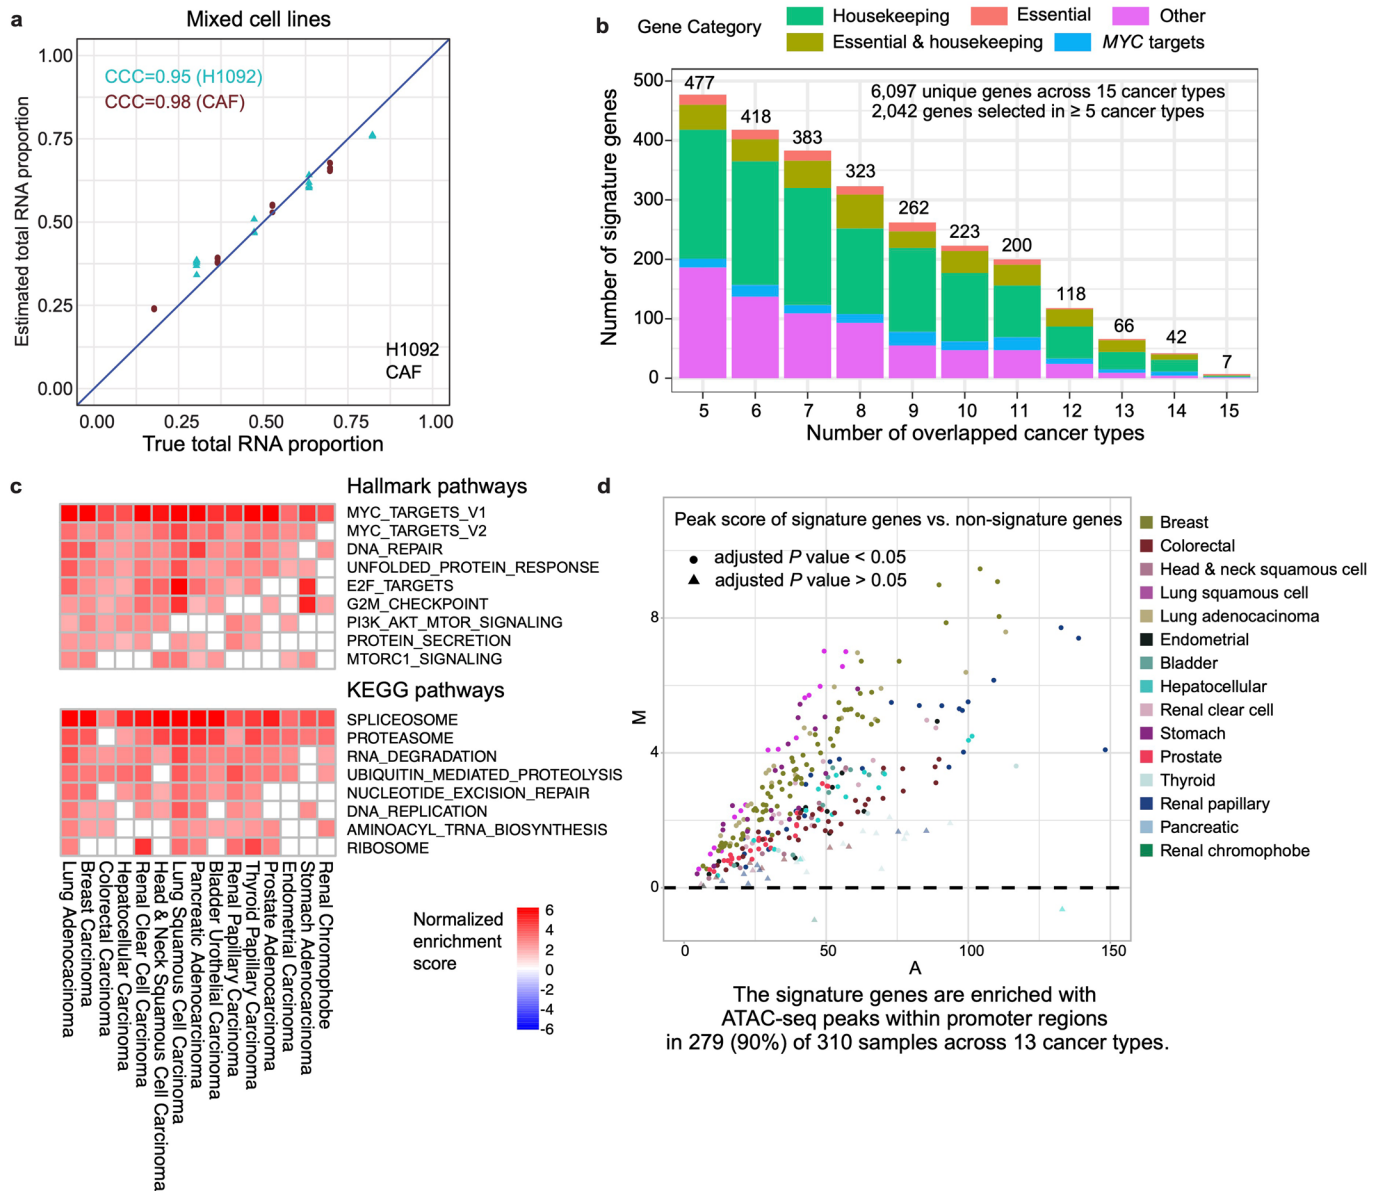 a
Mixed cell lines
Estimated total RNA proportion
1.00
0.75
0.50
0.25
0.00
CCC=0.95 (H1092)
CCC=0.98 (CAF)
H1092
CAF
0.00 0.25 0.50 0.75 1.00
True total RNA proportion
b
Gene Category
Housekeeping Essential Other
Essential & housekeeping MYC targets
Number of signature genes
500
400
300
200
100
0
6,097 unique genes across 15 cancer types
2,042 genes selected in ≥ 5 cancer types
477 418 383 323 262 223 200 118 66 42 7
5 6 7 8 9 10 11 12 13 14 15
Number of overlapped cancer types
c
Hallmark pathways
MYC_TARGETS_V1
MYC_TARGETS_V2
DNA_REPAIR
UNFOLDED_PROTEIN_RESPONSE
E2F_TARGETS
G2M_CHECKPOINT
PI3K_AKT_MTOR_SIGNALING
PROTEIN_SECRETION
MTORC1_SIGNALING
KEGG pathways
SPLICEOSOME
PROTEASOME
RNA_DEGRADATION
UBIQUITIN_MEDIATED_PROTEOLYSIS
NUCLEOTIDE_EXCISION_REPAIR
DNA_REPLICATION
AMINOACYL_TRNA_BIOSYNTHESIS
RIBOSOME
Lung Adenocacinoma
Breast Carcinoma
Colorectal Carcinoma
Hepatocellular Carcinoma
Renal Clear Cell Carcinoma
Head & Neck Squamous Cell Carcinoma
Lung Squamous Cell Carcinoma
Pancreatic Adenocarcinoma
Bladder Urothelial Carcinoma
Renal Papillary Carcinoma
Thyroid Papillary Carcinoma
Prostate Adenocarcinoma
Endometrial Carcinoma
Stomach Adenocarcinoma
Renal Chromophobe
Normalized
enrichment
score
6
4
2
0
-2
-4
-6
d
Peak score of signature genes vs. non-signature genes
adjusted P value < 0.05
adjusted P value > 0.05
M
8
4
0
0 50 100 150
A
Breast
Colorectal
Head & neck squamous cell
Lung squamous cell
Lung adenocacinoma
Endometrial
Bladder
Hepatocellular
Renal clear cell
Stomach
Prostate
Thyroid
Renal papillary
Pancreatic
Renal chromophobe
The signature genes are enriched with
ATAC-seq peaks within promoter regions
in 279 (90%) of 310 samples across 13 cancer types.